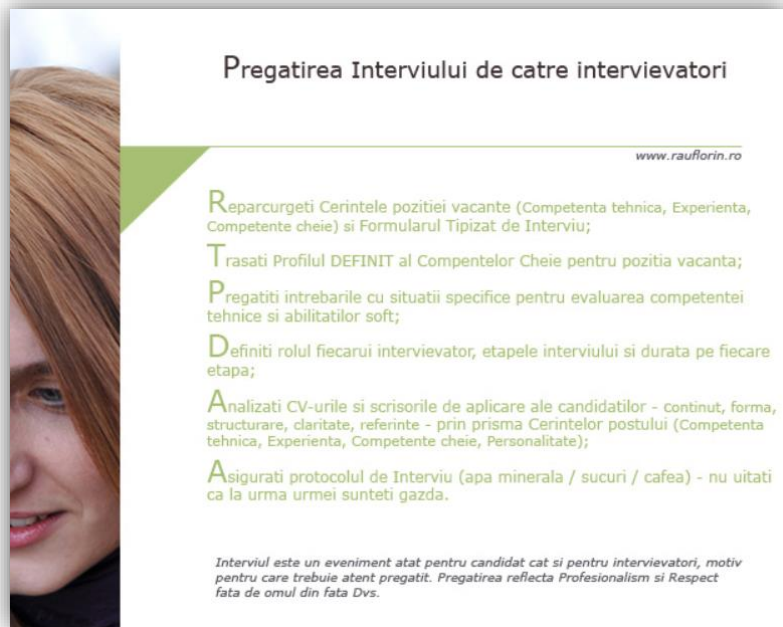 Pregatirea Interviului de catre intervievatori
www.rauflorin.ro
Reparcurgeti Cerintele pozitiei vacante (Competenta tehnica, Experienta,
Competente cheie) si Formularul Tipizat de Interviu;
Trasati Profilul DEFINIT al Compentelor Cheie pentru pozitia vacanta;
Pregatiti intrebarile cu situatii specifice pentru evaluarea competentei
tehnice si abilitatilor soft;
Definiti rolul fiecarui intervievator, etapele interviului si durata pe fiecare
etapa;
Analizati CV-urile si scrisorile de aplicare ale candidatilor - continut, forma,
structurare, claritate, referinte - prin prisma Cerintelor postului (Competenta
tehnica, Experienta, Competente cheie, Personalitate);
Asigurati protocolul de Interviu (apa minerala / sucuri / cafea) - nu uitati
ca la urma urmei sunteti gazda.
Interviul este un eveniment atat pentru candidat cat si pentru intervievatori, motiv
pentru care trebuie atent pregatit. Pregatirea reflecta Profesionalism si Respect
fata de omul din fata Dvs.